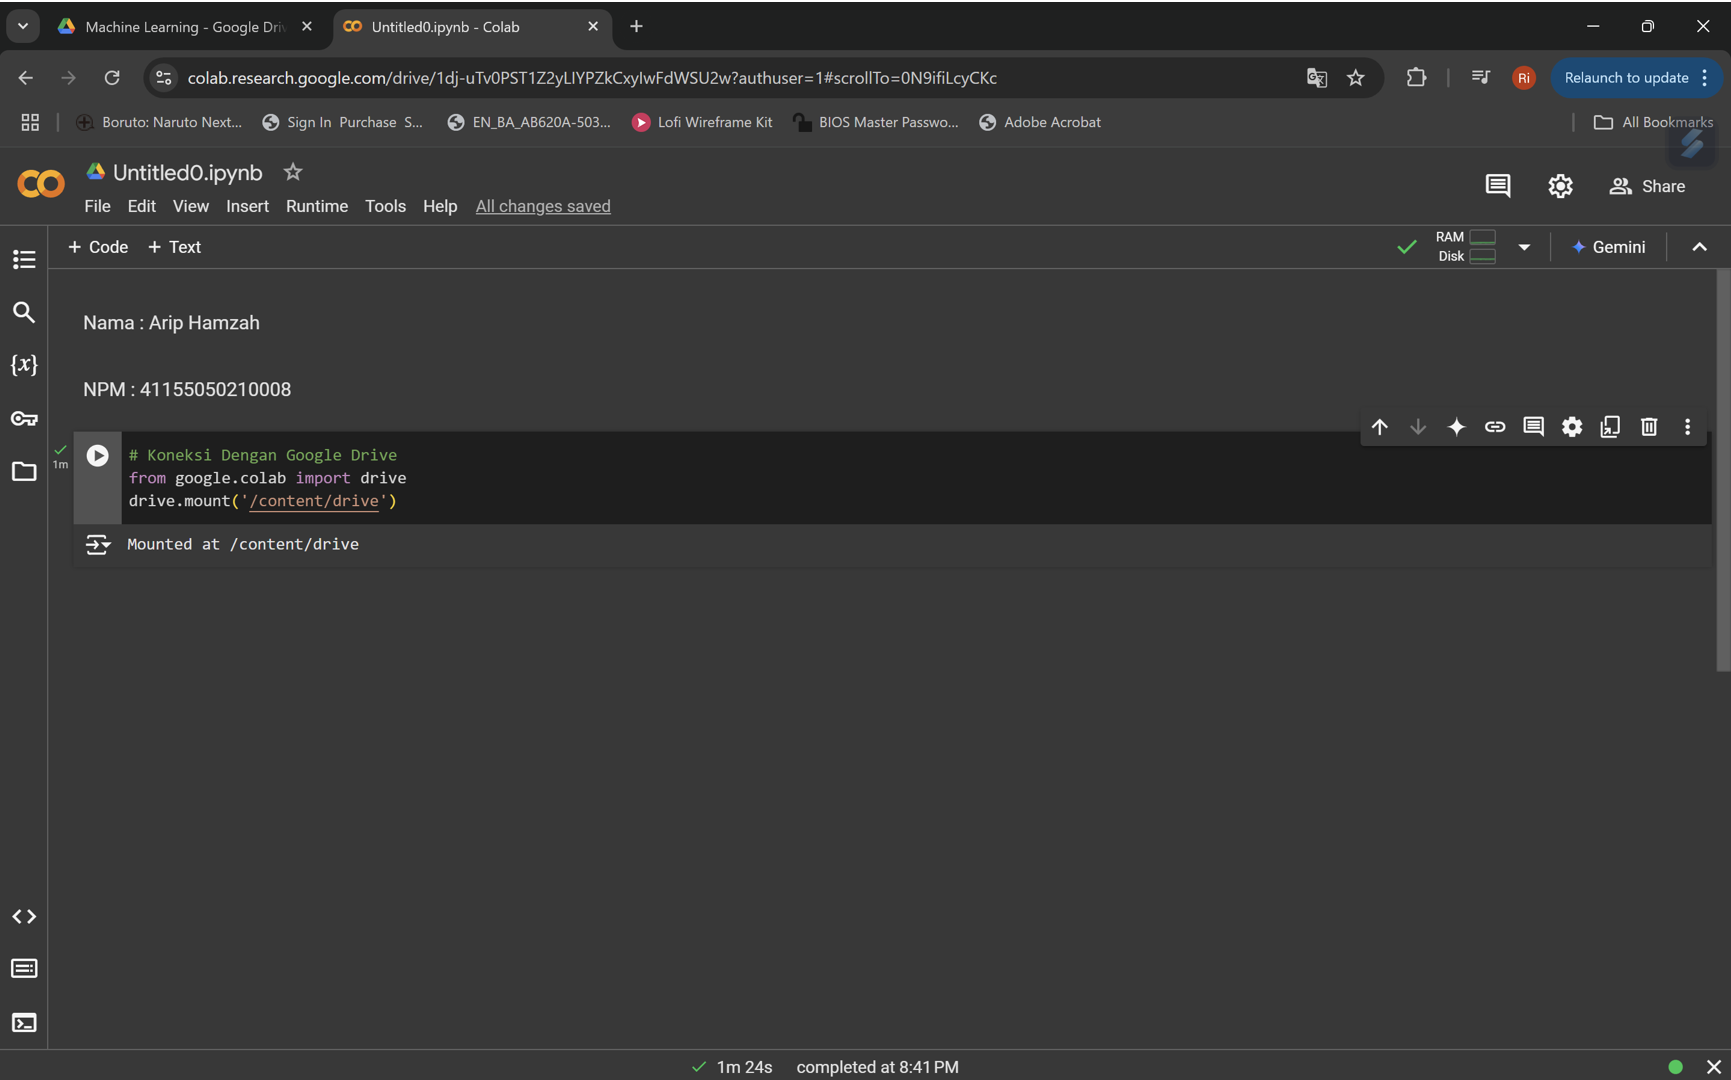 Machine Learning - Google Dri
Untitled0.ipynb - Colab
colab.research.google.com/drive/1dj-uTv0PST1Z2yLIYPZkCxyIwFdWSU2w?authuser=1#scrollTo=0N9ifiLcyCKc
Ri
Relaunch to update
Boruto: Naruto Next...
Sign In Purchase S...
EN_BA_AB620A-503...
Lofi Wireframe Kit
BIOS Master Passwo...
Adobe Acrobat
All Bookmarks
Untitled0.ipynb
Share
File Edit View Insert Runtime Tools Help All changes saved
+ Code + Text
RAM
Disk
Gemini
Nama : Arip Hamzah
NPM : 41155050210008
1m
# Koneksi Dengan Google Drive
from google.colab import drive
drive.mount('/content/drive')
Mounted at /content/drive
1m 24s completed at 8:41 PM